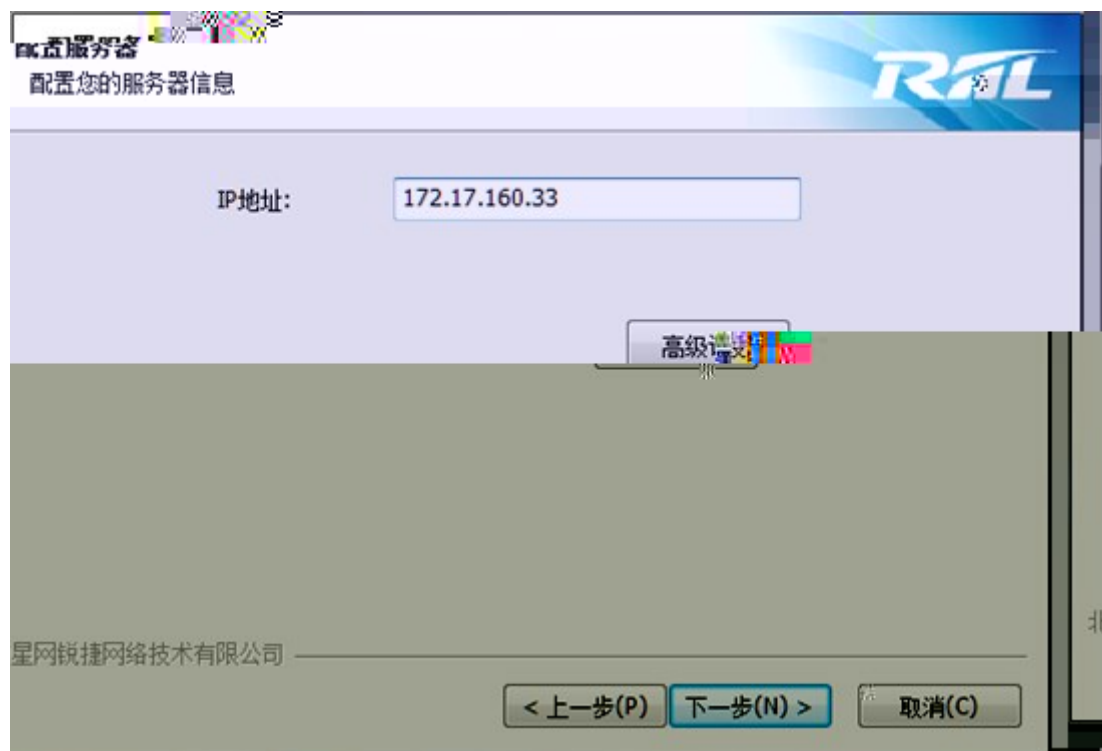 配置服务器
配置您的服务器信息
RAL
IP地址:
172.17.160.33
高级
星网锐捷网络技术有限公司
< 上一步(P)
下一步(N) >
取消(C)
北